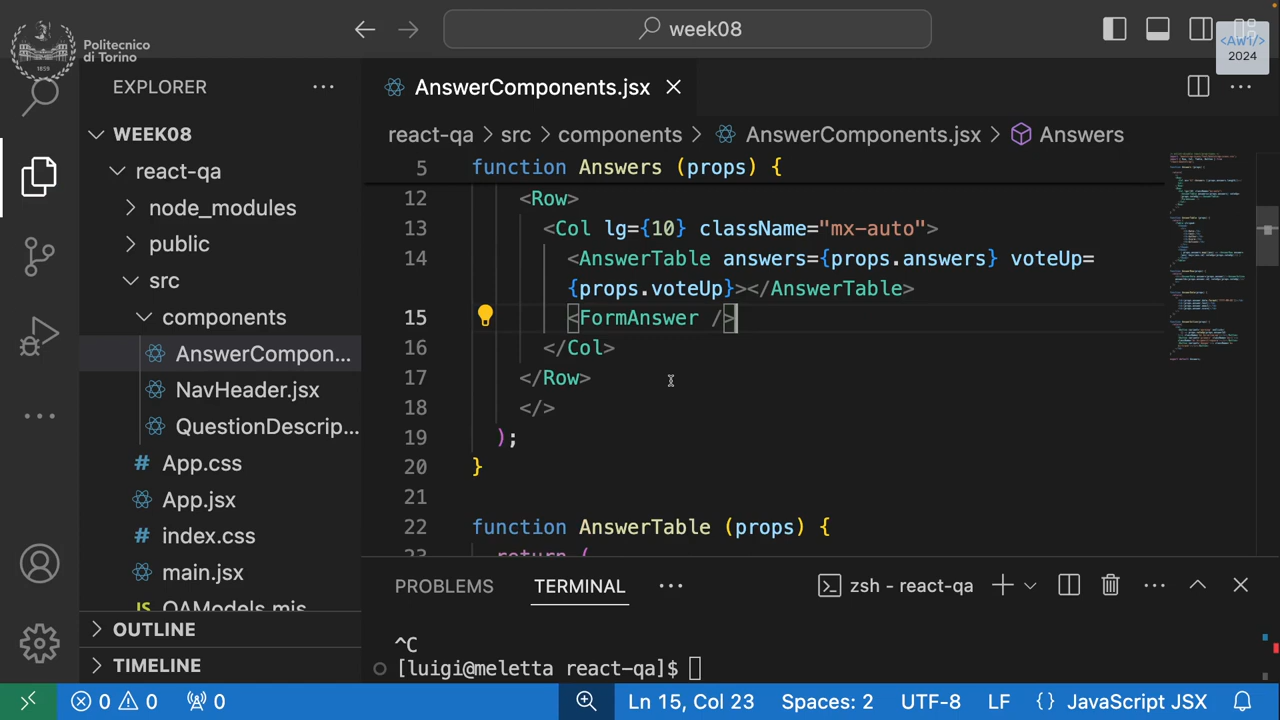 Politecnico
di Torino
week08
<AW1/>
2024
EXPLORER
WEEK08
react-qa
node_modules
public
src
components
AnswerCompon...
NavHeader.jsx
QuestionDescrip...
App.css
App.jsx
index.css
main.jsx
QAModels.mjs
OUTLINE
TIMELINE
AnswerComponents.jsx
react-qa > src > components > AnswerComponents.jsx > Answers
5 function Answers (props) {
12 <Row>
13 <Col lg={10} className="mx-auto">
14 <AnswerTable answers={props.answers} voteUp=
{props.voteUp}></AnswerTable>
15 <FormAnswer />
16 </Col>
17 </Row>
18 </>
19 );
20 }
21
22 function AnswerTable (props) {
23 return (
PROBLEMS TERMINAL
zsh - react-qa
^C
[luigi@meletta react-qa]$
0 0 0
Ln 15, Col 23 Spaces: 2 UTF-8 LF {} JavaScript JSX